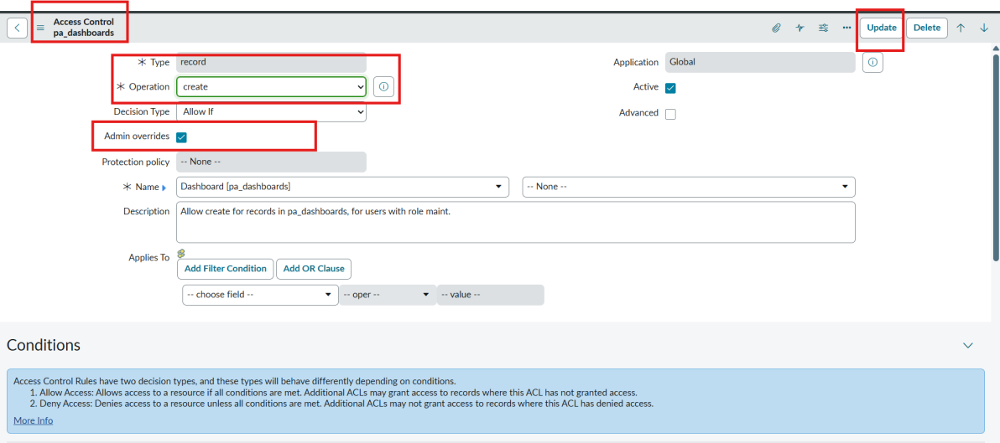 Access Control
pa_dashboards
Update
Delete
Type record
Application Global
Operation create
Active
Decision Type Allow If
Advanced
Admin overrides
Protection policy -- None --
Name Dashboard [pa_dashboards] -- None --
Description Allow create for records in pa_dashboards, for users with role maint.
Applies To
Add Filter Condition Add OR Clause
-- choose field -- -- oper -- -- value --
Conditions
Access Control Rules have two decision types, and these types will behave differently depending on conditions.
1. Allow Access: Allows access to a resource if all conditions are met. Additional ACLs may grant access to records where this ACL has not granted access.
2. Deny Access: Denies access to a resource unless all conditions are met. Additional ACLs may not grant access to records where this ACL has denied access.
More Info